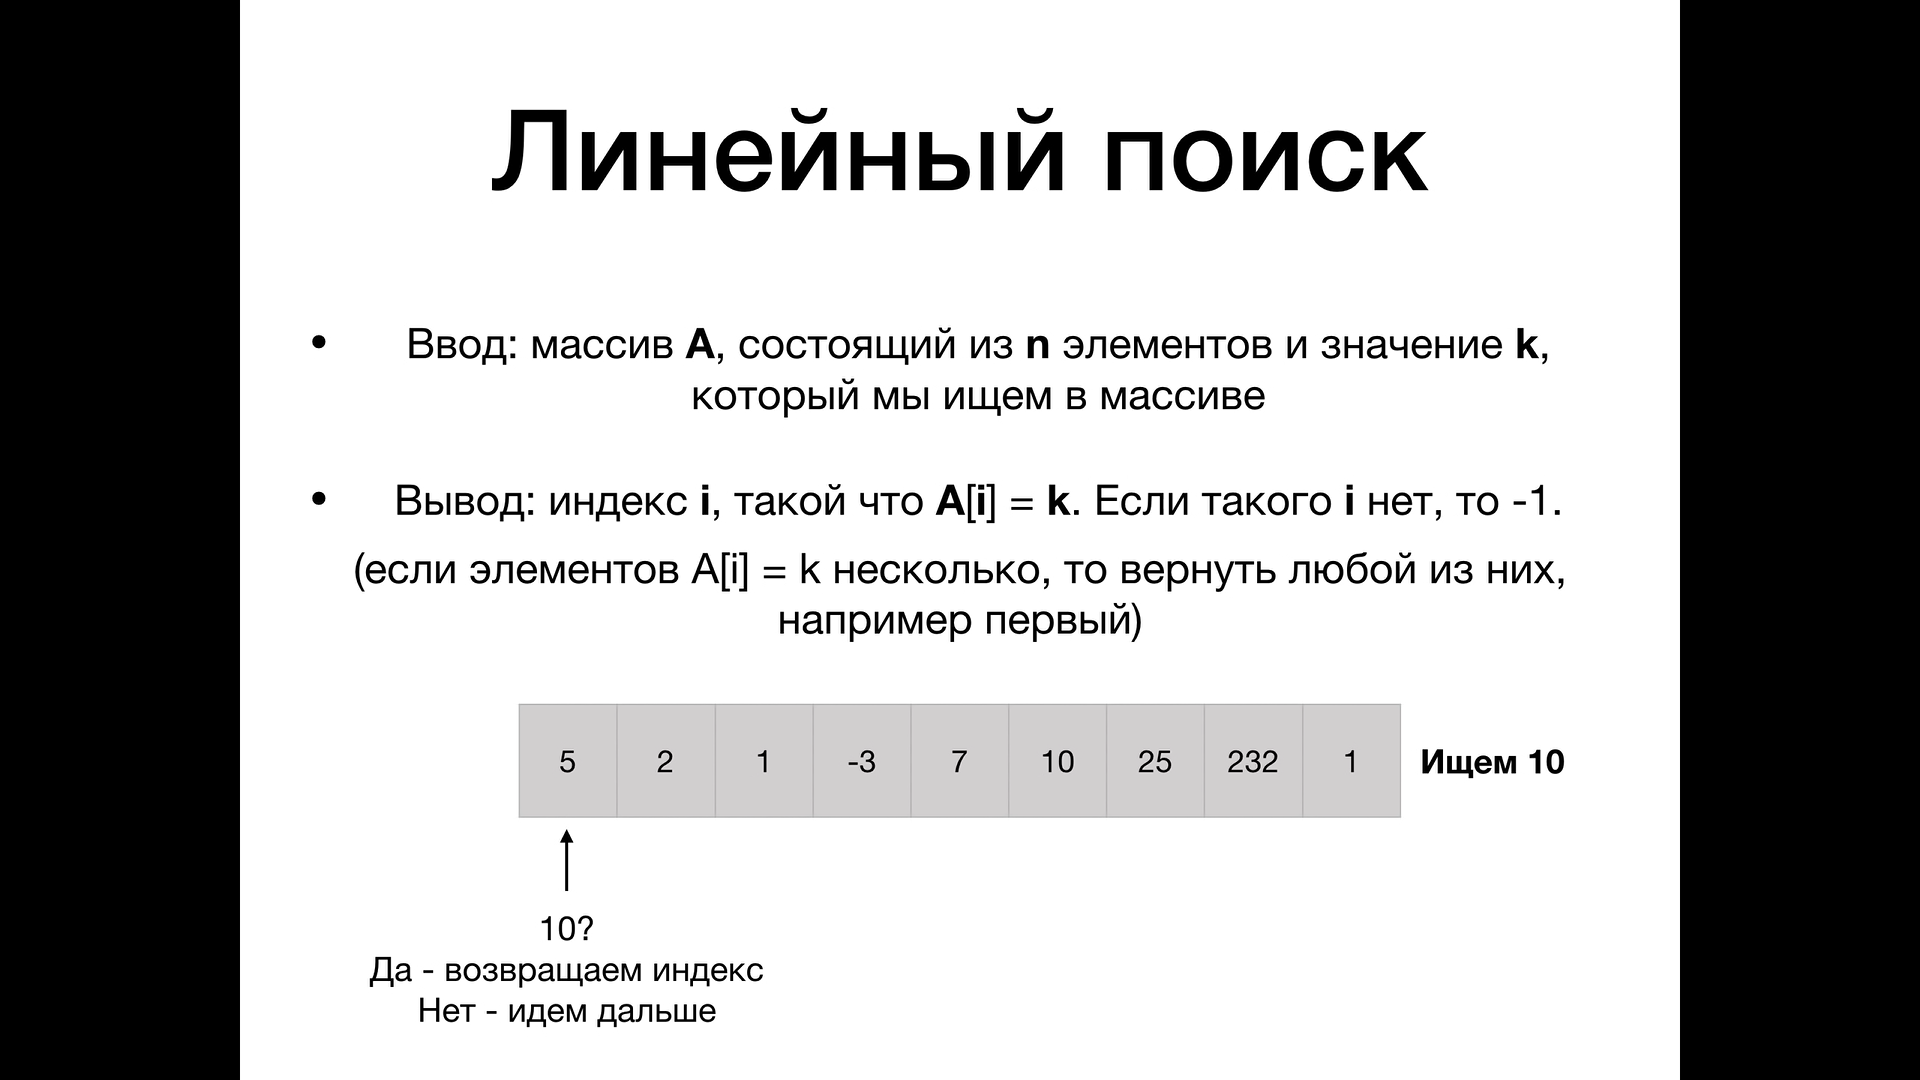 Линейный поиск
• Ввод: массив A, состоящий из n элементов и значение k,
который мы ищем в массиве
• Вывод: индекс i, такой что A[i] = k. Если такого i нет, то -1.
(если элементов A[i] = k несколько, то вернуть любой из них,
например первый)
5 2 1 -3 7 10 25 232 1 Ищем 10
10?
Да - возвращаем индекс
Нет - идем дальше